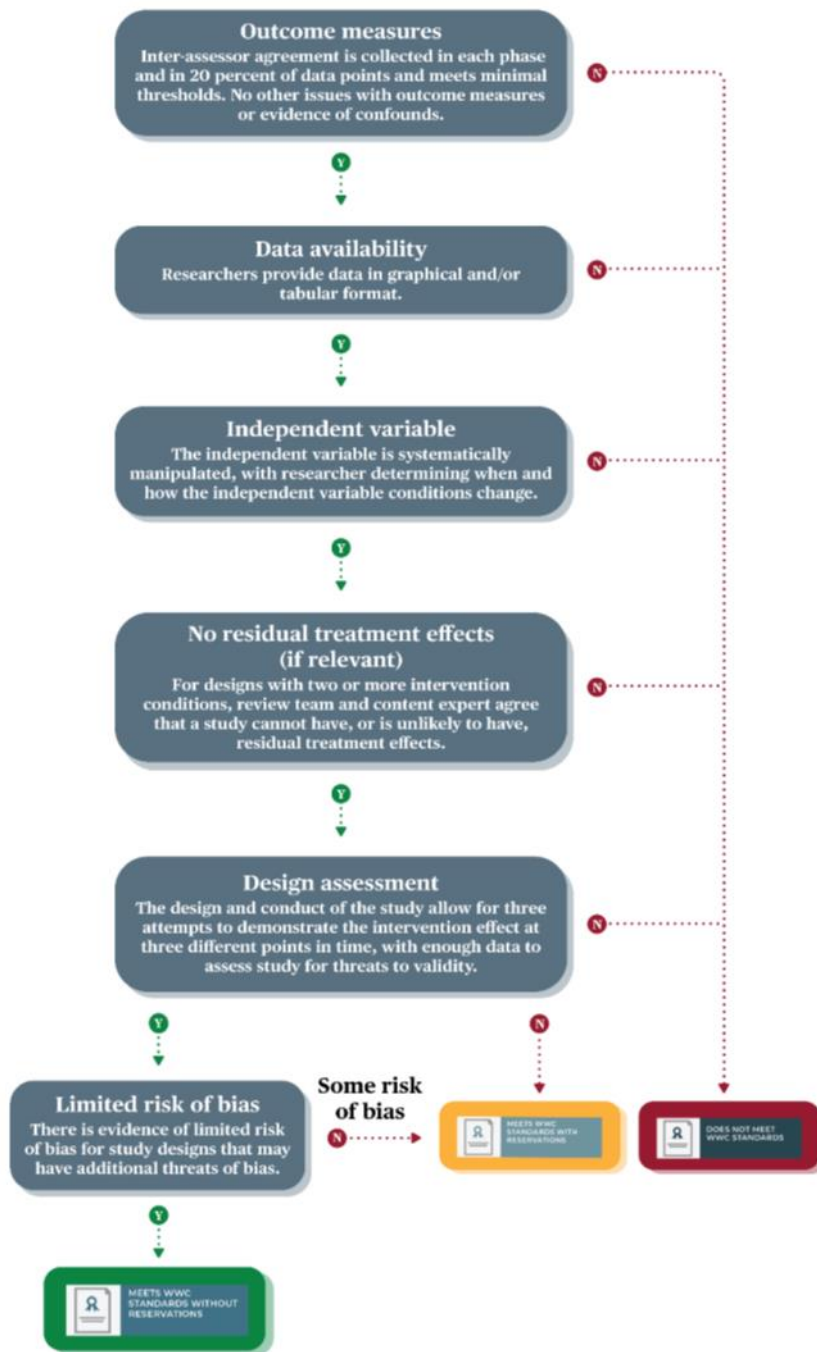 Outcome measures
Inter-assessor agreement is collected in each phase
and in 20 percent of data points and meets minimal
thresholds. No other issues with outcome measures
or evidence of confounds.
N
Y
Data availability
Researchers provide data in graphical and/or
tabular format.
N
Y
Independent variable
The independent variable is systematically
manipulated, with researcher determining when and
how the independent variable conditions change.
N
Y
No residual treatment effects
(if relevant)
For designs with two or more intervention
conditions, review team and content expert agree
that a study cannot have, or is unlikely to have,
residual treatment effects.
N
Y
Design assessment
The design and conduct of the study allow for three
attempts to demonstrate the intervention effect at
three different points in time, with enough data to
assess study for threats to validity.
N
Y
N
Limited risk of bias
There is evidence of limited risk
of bias for study designs that may
have additional threats of bias.
Some risk
of bias
N
MEETS WWC
STANDARDS WITH
RESERVATIONS
DOES NOT MEET
WWC STANDARDS
Y
MEETS WWC
STANDARDS WITHOUT
RESERVATIONS